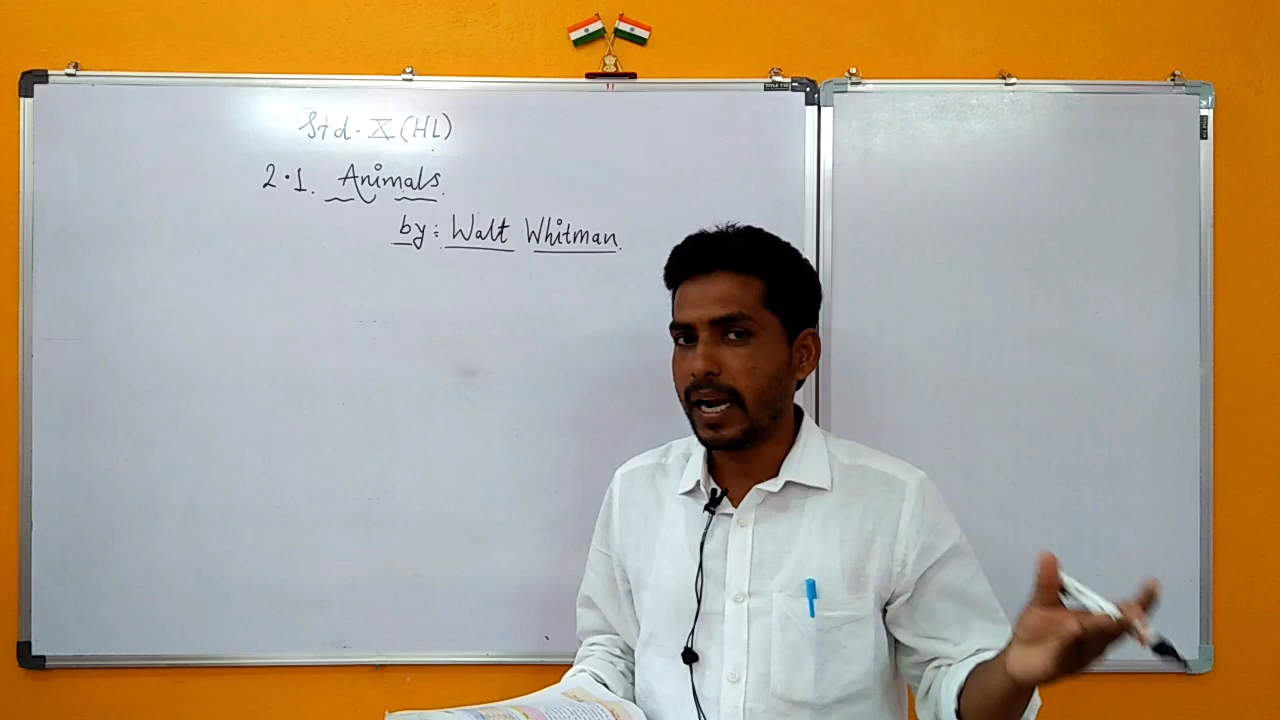 Std. X (HL)
2.1. Animals.
by: Walt Whitman.